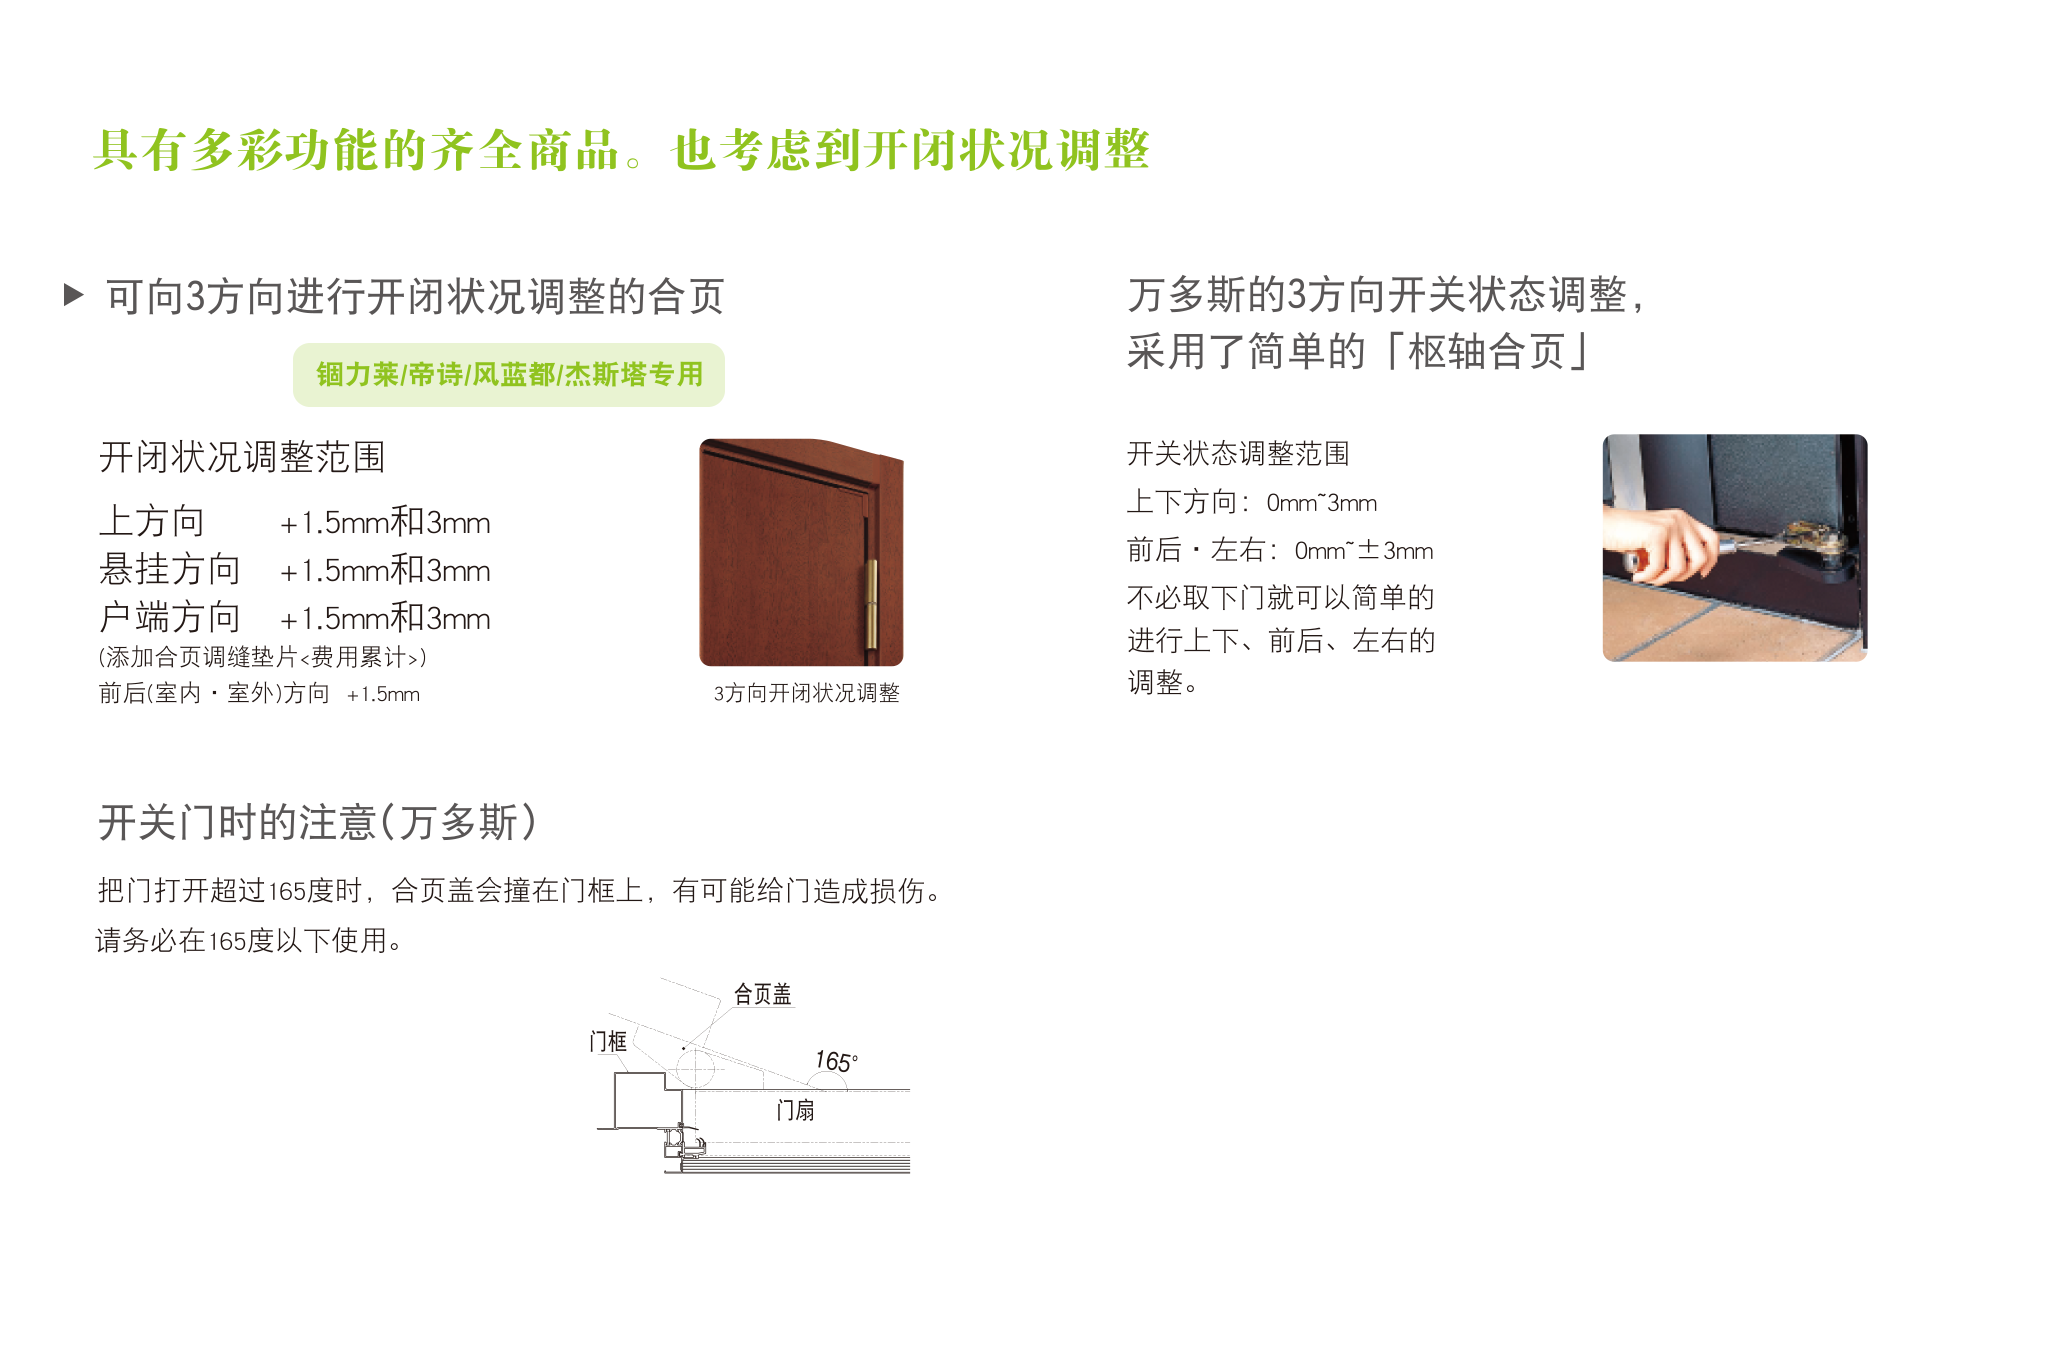 具有多彩功能的齐全商品。也考虑到开闭状况调整
▶ 可向3方向进行开闭状况调整的合页
锢力莱/帝诗/风蓝都/杰斯塔专用
开闭状况调整范围
上方向 +1.5mm和3mm
悬挂方向 +1.5mm和3mm
户端方向 +1.5mm和3mm
(添加合页调缝垫片<费用累计>)
前后(室内·室外)方向 +1.5mm
3方向开闭状况调整
万多斯的3方向开关状态调整，
采用了简单的「枢轴合页」
开关状态调整范围
上下方向：0mm~3mm
前后·左右：0mm~±3mm
不必取下门就可以简单的
进行上下、前后、左右的
调整。
开关门时的注意(万多斯)
把门打开超过165度时，合页盖会撞在门框上，有可能给门造成损伤。
请务必在165度以下使用。
合页盖
门框
165°
门扇